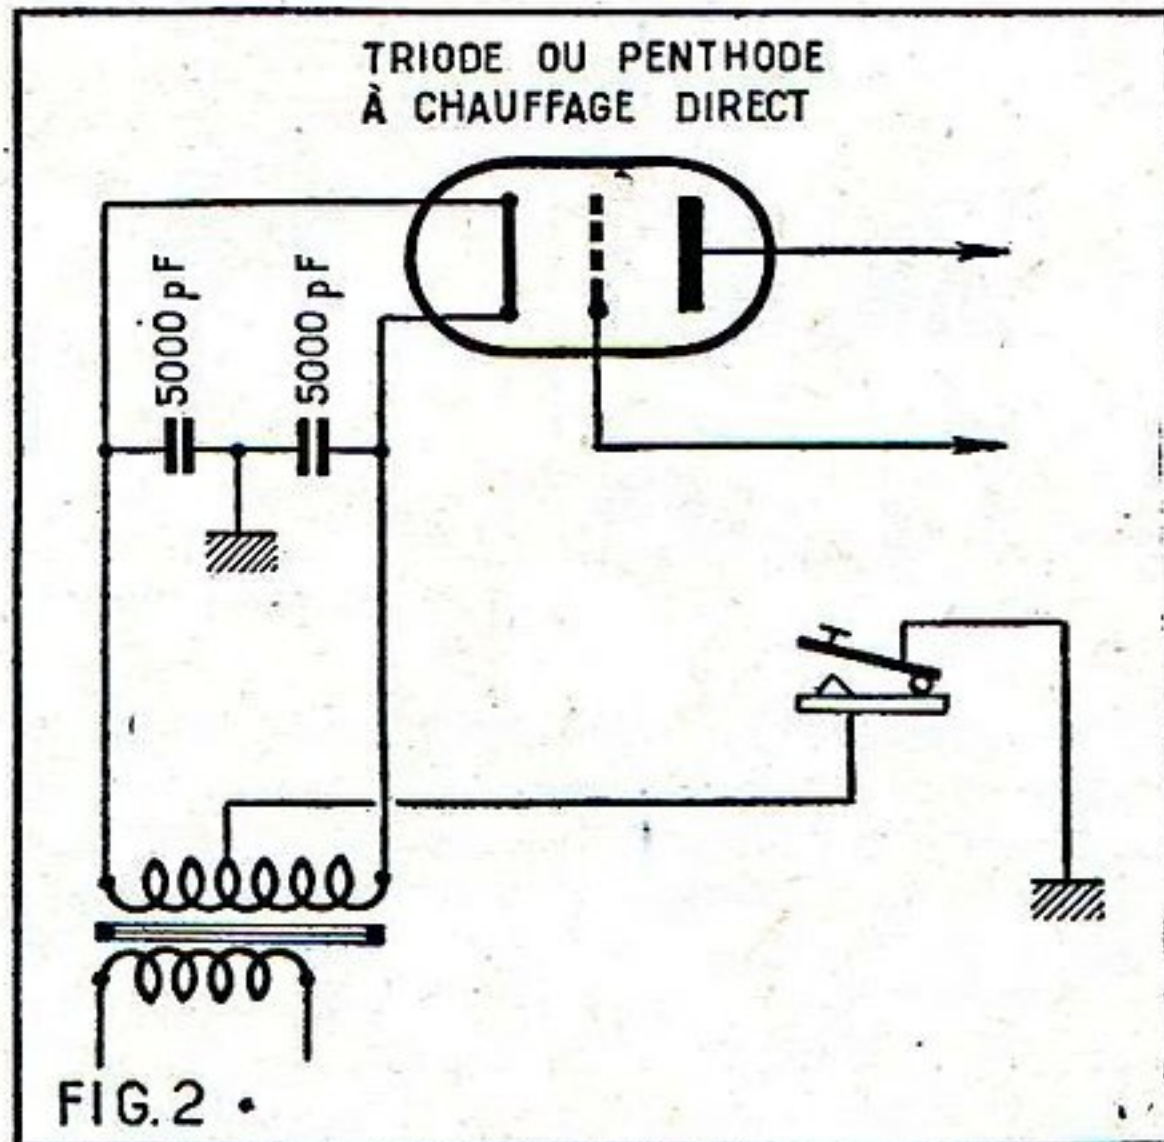 TRIODE OU PENTHODE
À CHAUFFAGE DIRECT
5000 pF
5000 pF
FIG. 2